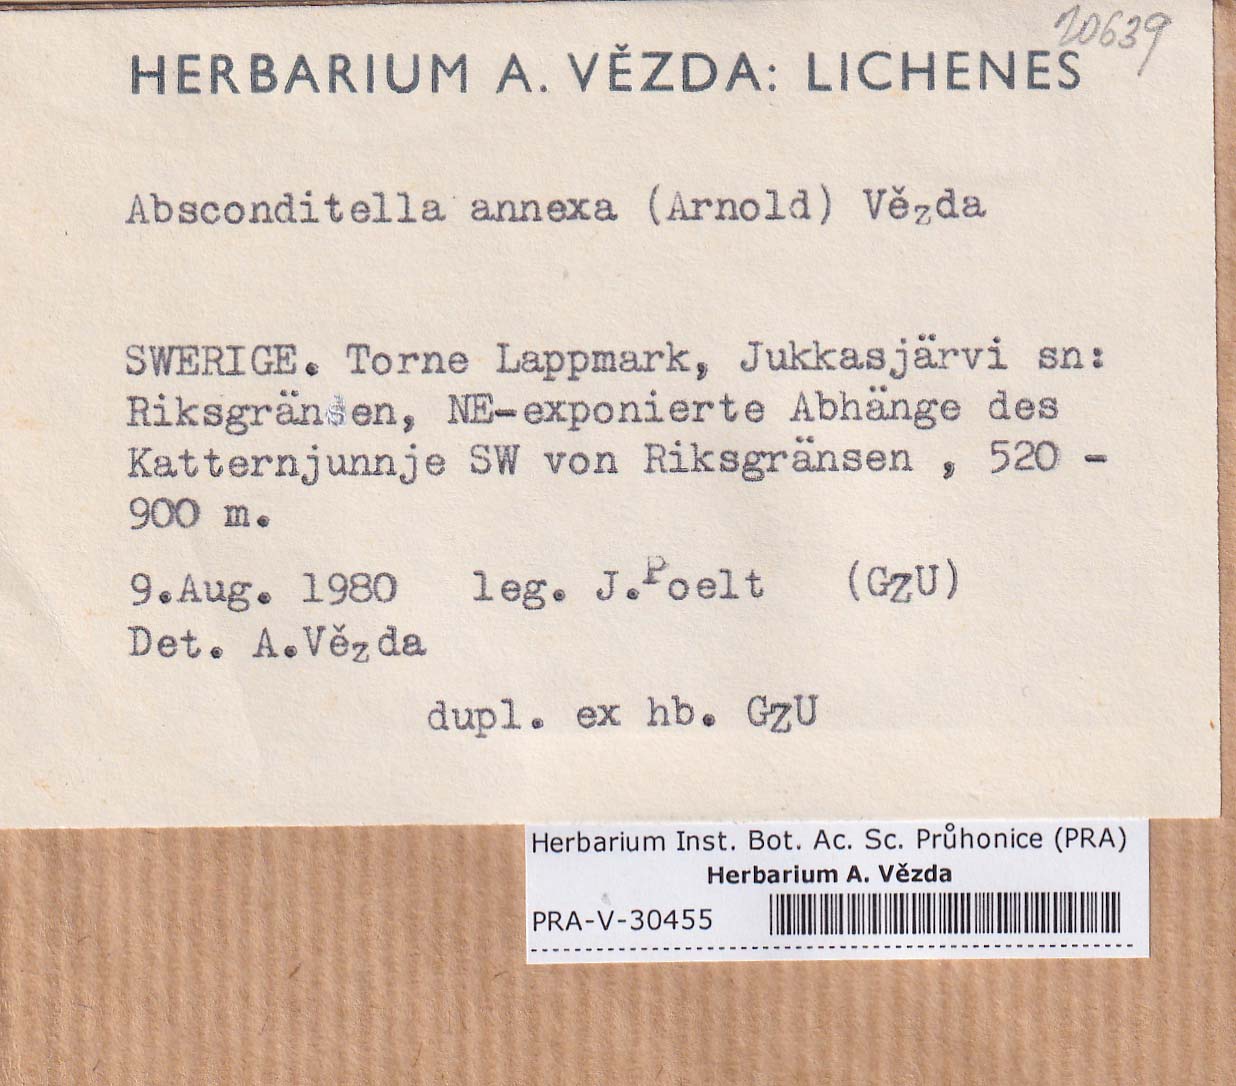 20639
HERBARIUM A. VĚZDA: LICHENES
Absconditella annexa (Arnold) Vězda
SWERIGE. Torne Lappmark, Jukkasjärvi sn:
Riksgränsen, NE-exponierte Abhänge des
Katternjunnje SW von Riksgränsen , 520 -
900 m.
9.Aug. 1980 leg. J.Poelt (GZU)
Det. A.Vězda
dupl. ex hb. GZU
Herbarium Inst. Bot. Ac. Sc. Průhonice (PRA)
Herbarium A. Vězda
PRA-V-30455